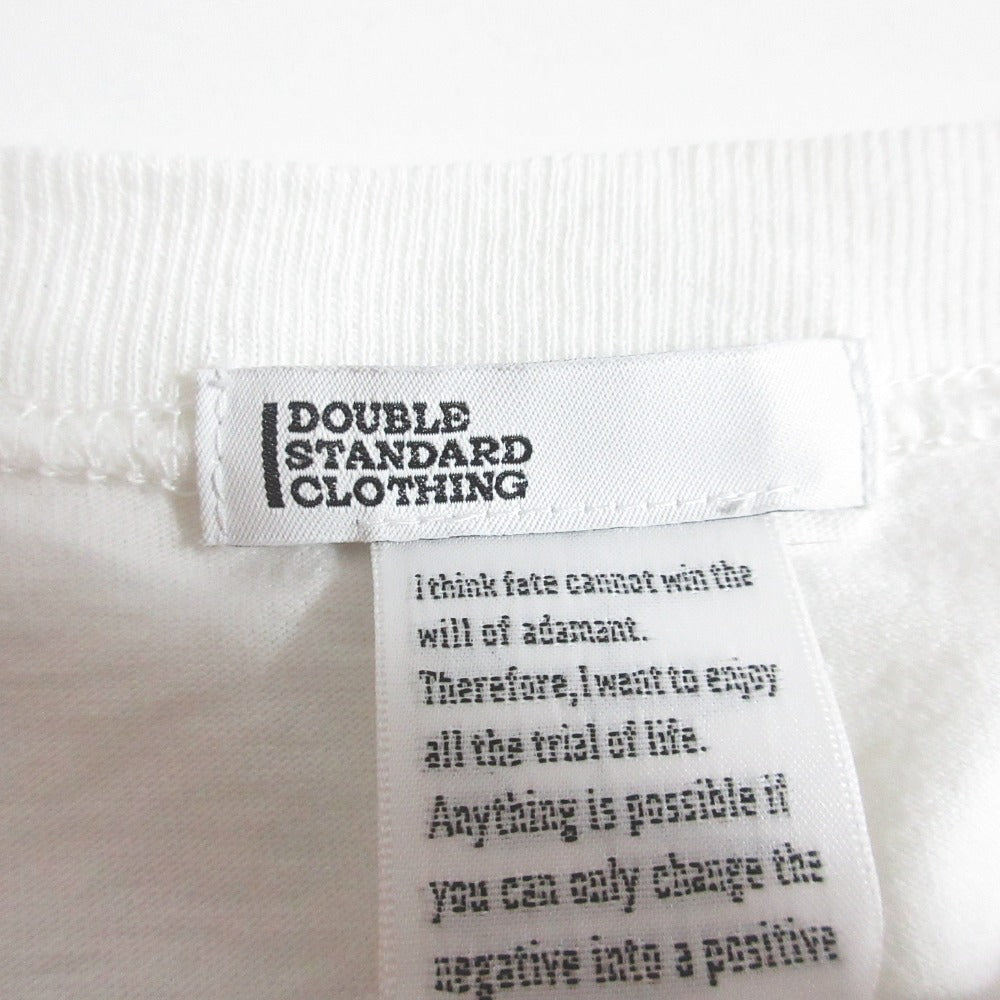 DOUBLE
STANDARD
CLOTHING
I think fate cannot win the
will of adamant.
Therefore, I want to enjoy
all the trial of life.
Anything is possible if
you can only change the
negative into a positive